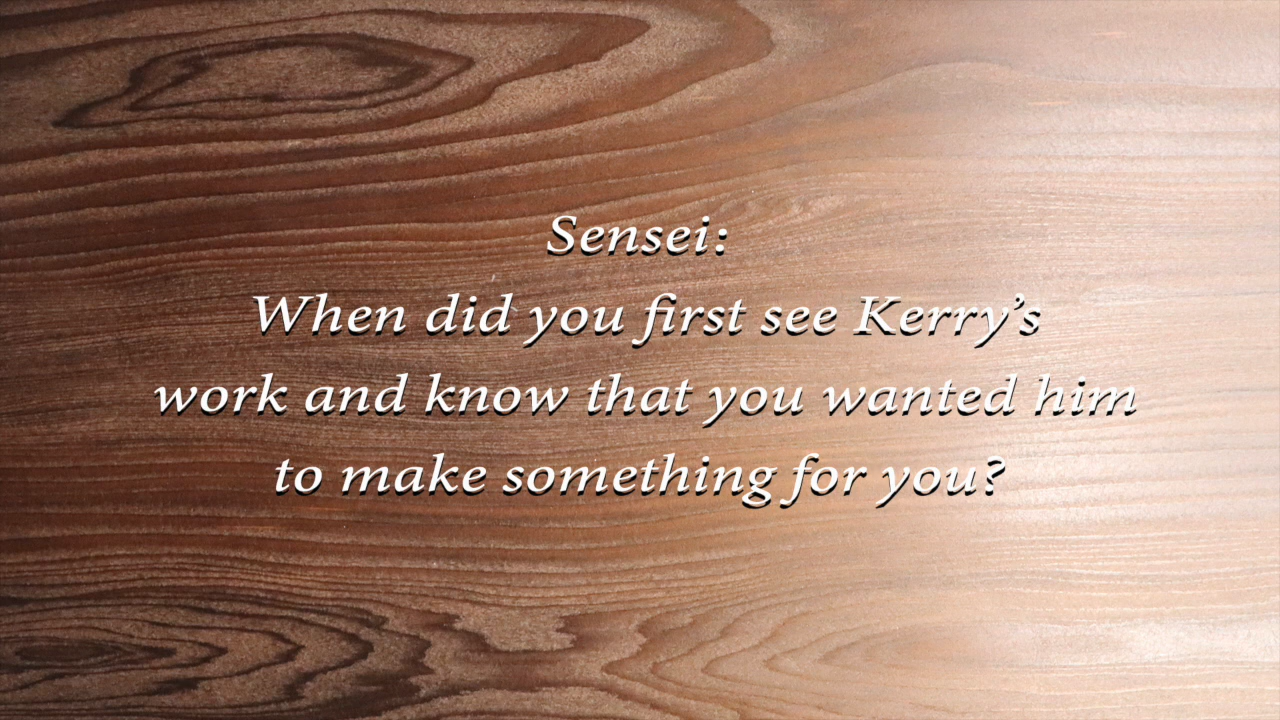 Sensei:
When did you first see Kerry’s
work and know that you wanted him
to make something for you?